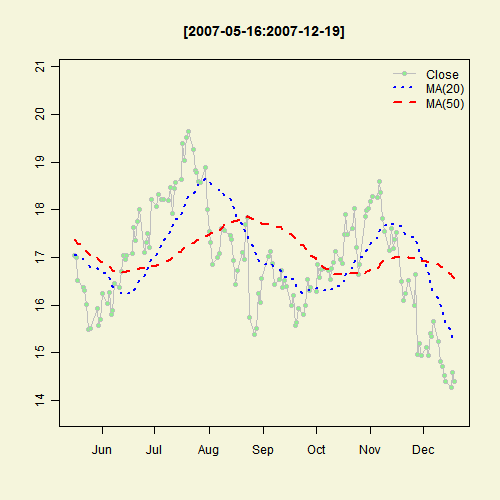 [2007-05-16:2007-12-19]
Close
MA(20)
MA(50)
21
20
19
18
17
16
15
14
Jun Jul Aug Sep Oct Nov Dec